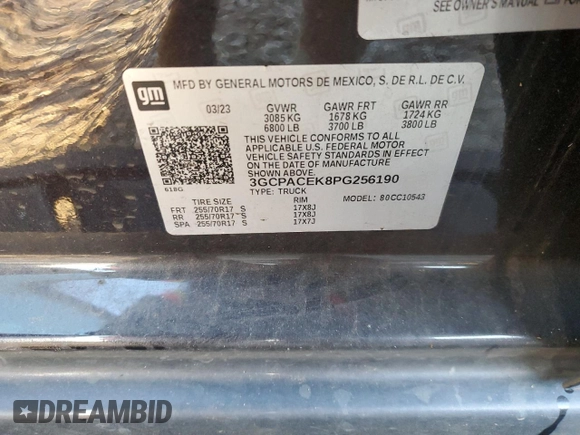 SEE OWNER'S MANUAL
FOR
gm
MFD BY GENERAL MOTORS DE MEXICO, S. DE R.L. DE C.V.
03/23 GVWR GAWR FRT GAWR RR
3085 KG 1678 KG 1724 KG
6800 LB 3700 LB 3800 LB
THIS VEHICLE CONFORMS TO ALL
APPLICABLE U.S. FEDERAL MOTOR
VEHICLE SAFETY STANDARDS IN
EFFECT ON THE DATE OF MANUFACTURE
SHOWN ABOVE.
618G
3GCPACEK8PG256190
TYPE: TRUCK MODEL: 80CC10543
TIRE SIZE RIM
FRT 255/70R17 S 17X8J
RR 255/70R17 S 17X8J
SPA 255/70R17 S 17X7J
DREAMBID